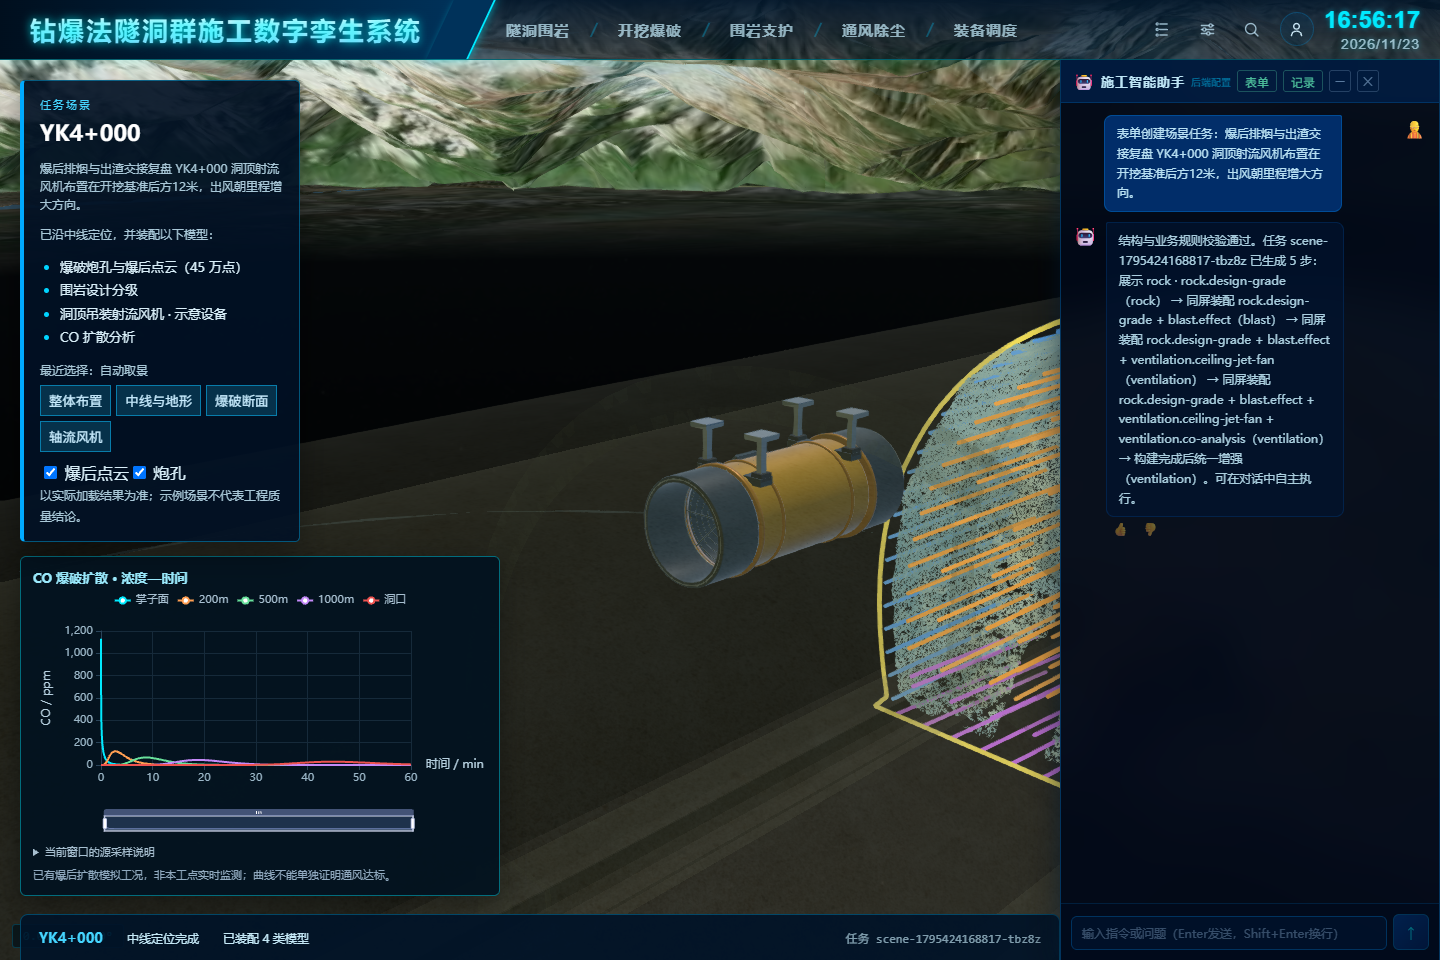 钻爆法隧洞群施工数字孪生系统
隧洞围岩 / 开挖爆破 / 围岩支护 / 通风除尘 / 装备调度
16:56:17
2026/11/23
任务场景
YK4+000
爆后排烟与出渣交接复盘 YK4+000 洞顶射流
风机布置在开挖基准后方12米，出风朝里程增
大方向。
已沿中线定位，并装配以下模型：
爆破炮孔与爆后点云（45 万点）
围岩设计分级
洞顶吊装射流风机 · 示意设备
CO 扩散分析
最近选择：自动取景
整体布置 中线与地形 爆破断面
轴流风机
爆后点云 炮孔
以实际加载结果为准；示例场景不代表工程质
量结论。
CO 爆破扩散 • 浓度—时间
掌子面 200m 500m 1000m 洞口
1,200
1,000
800
600
400
200
0
CO / ppm
0 10 20 30 40 50 60
时间 / min
▶ 当前窗口的源采样说明
已有爆后扩散模拟工况，非本工点实时监测；曲线不能单独证明通风达标。
YK4+000 中线定位完成 已装配 4 类模型
任务 scene-1795424168817-tbz8z
施工智能助手 后端配置 表单 记录
表单创建场景任务：爆后排烟与出渣交
接复盘 YK4+000 洞顶射流风机布置在
开挖基准后方12米，出风朝里程增大方
向。
结构与业务规则校验通过。任务 scene-
1795424168817-tbz8z 已生成 5 步：
展示 rock · rock.design-grade
（rock） → 同屏装配 rock.design-
grade + blast.effect（blast） → 同屏
装配 rock.design-grade + blast.effect
+ ventilation.ceiling-jet-fan
（ventilation） → 同屏装配
rock.design-grade + blast.effect +
ventilation.ceiling-jet-fan +
ventilation.co-analysis（ventilation）
→ 构建完成后统一增强
（ventilation）。可在对话中自主执
行。
输入指令或问题（Enter发送，Shift+Enter换行）
↑